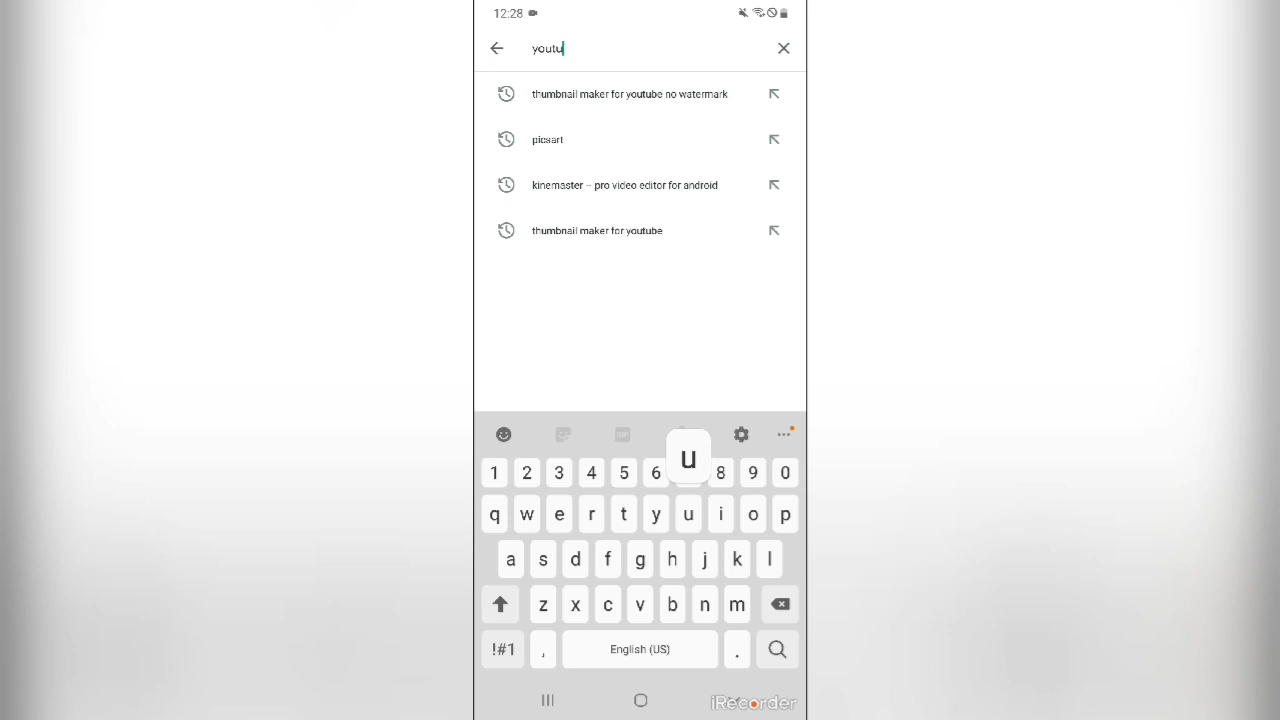 12:28
youtu
thumbnail maker for youtube no watermark
picsart
kinemaster – pro video editor for android
thumbnail maker for youtube
GIF
u
1 2 3 4 5 6 8 9 0
q w e r t y u i o p
a s d f g h j k l
z x c v b n m
!#1 , English (US) .
iRecorder